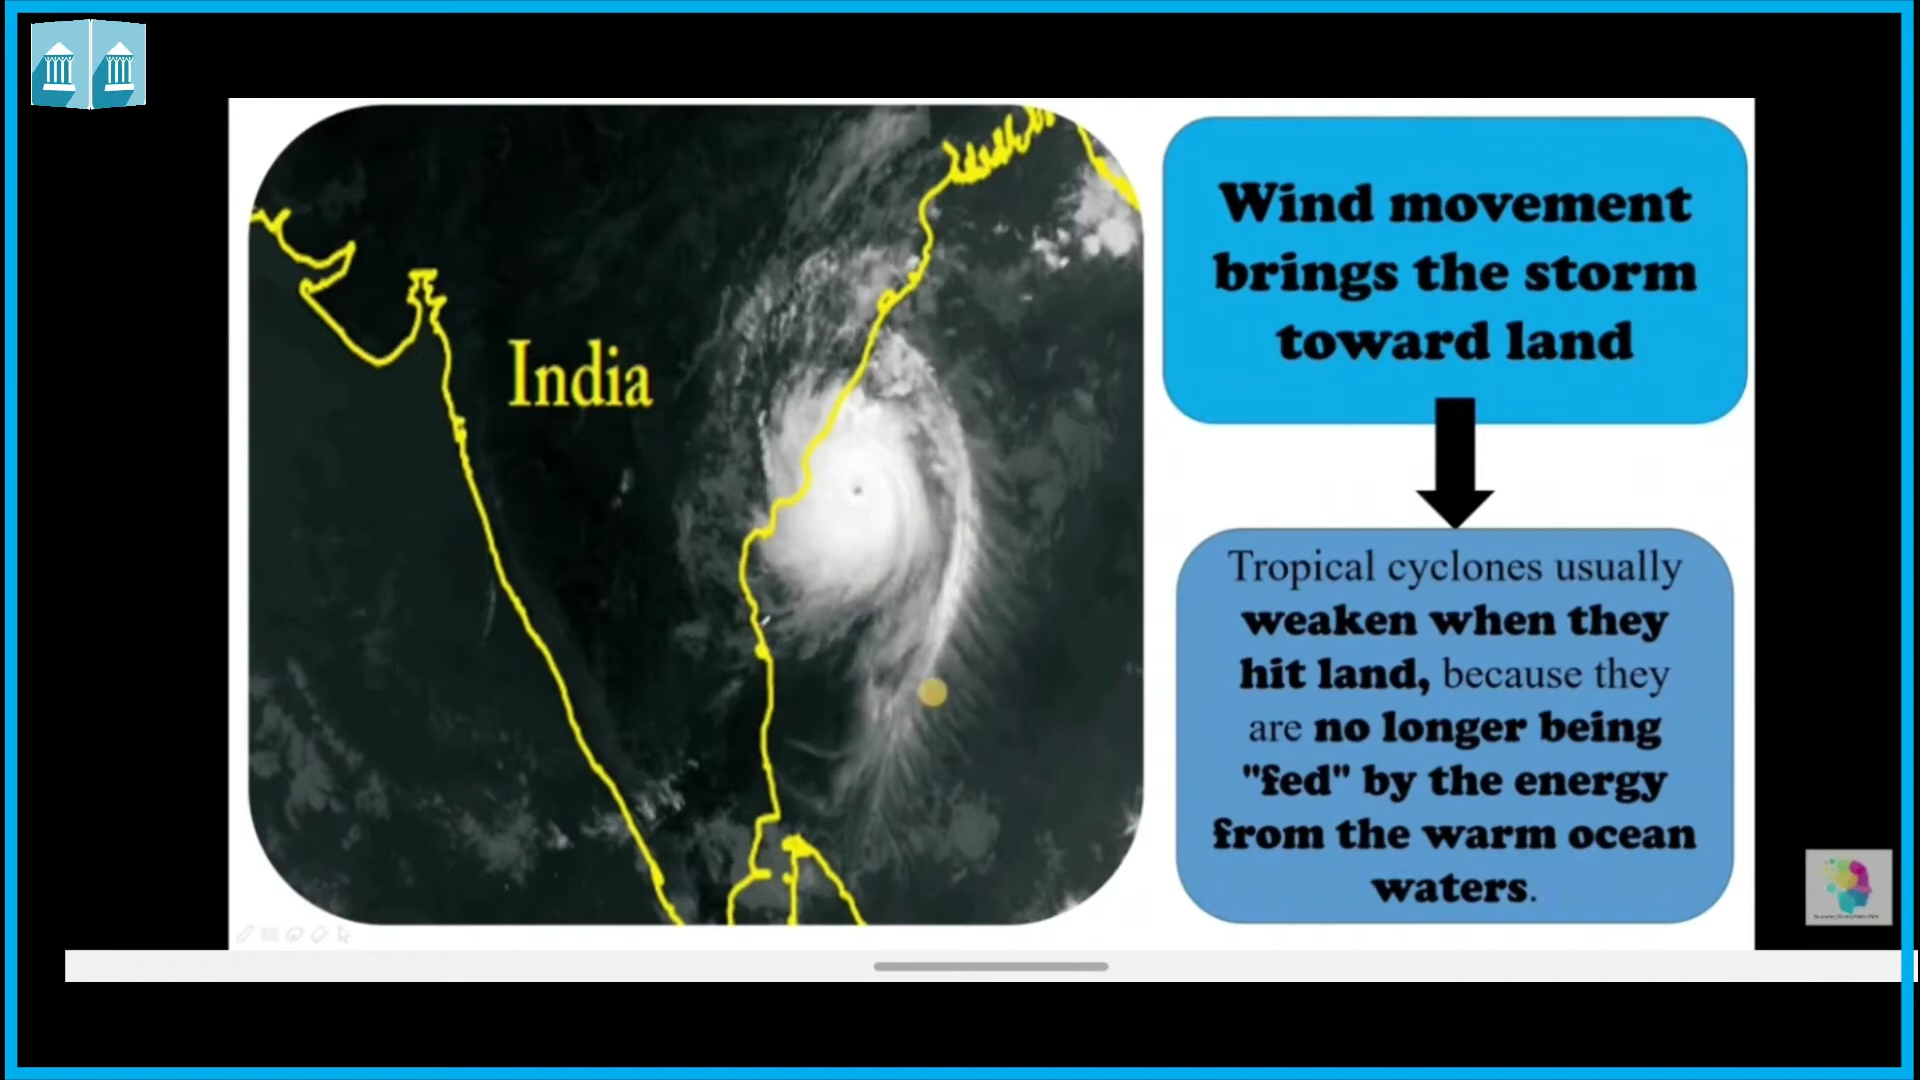 India
Wind movement
brings the storm
toward land
Tropical cyclones usually
weaken when they
hit land, because they
are no longer being
"fed" by the energy
from the warm ocean
waters.